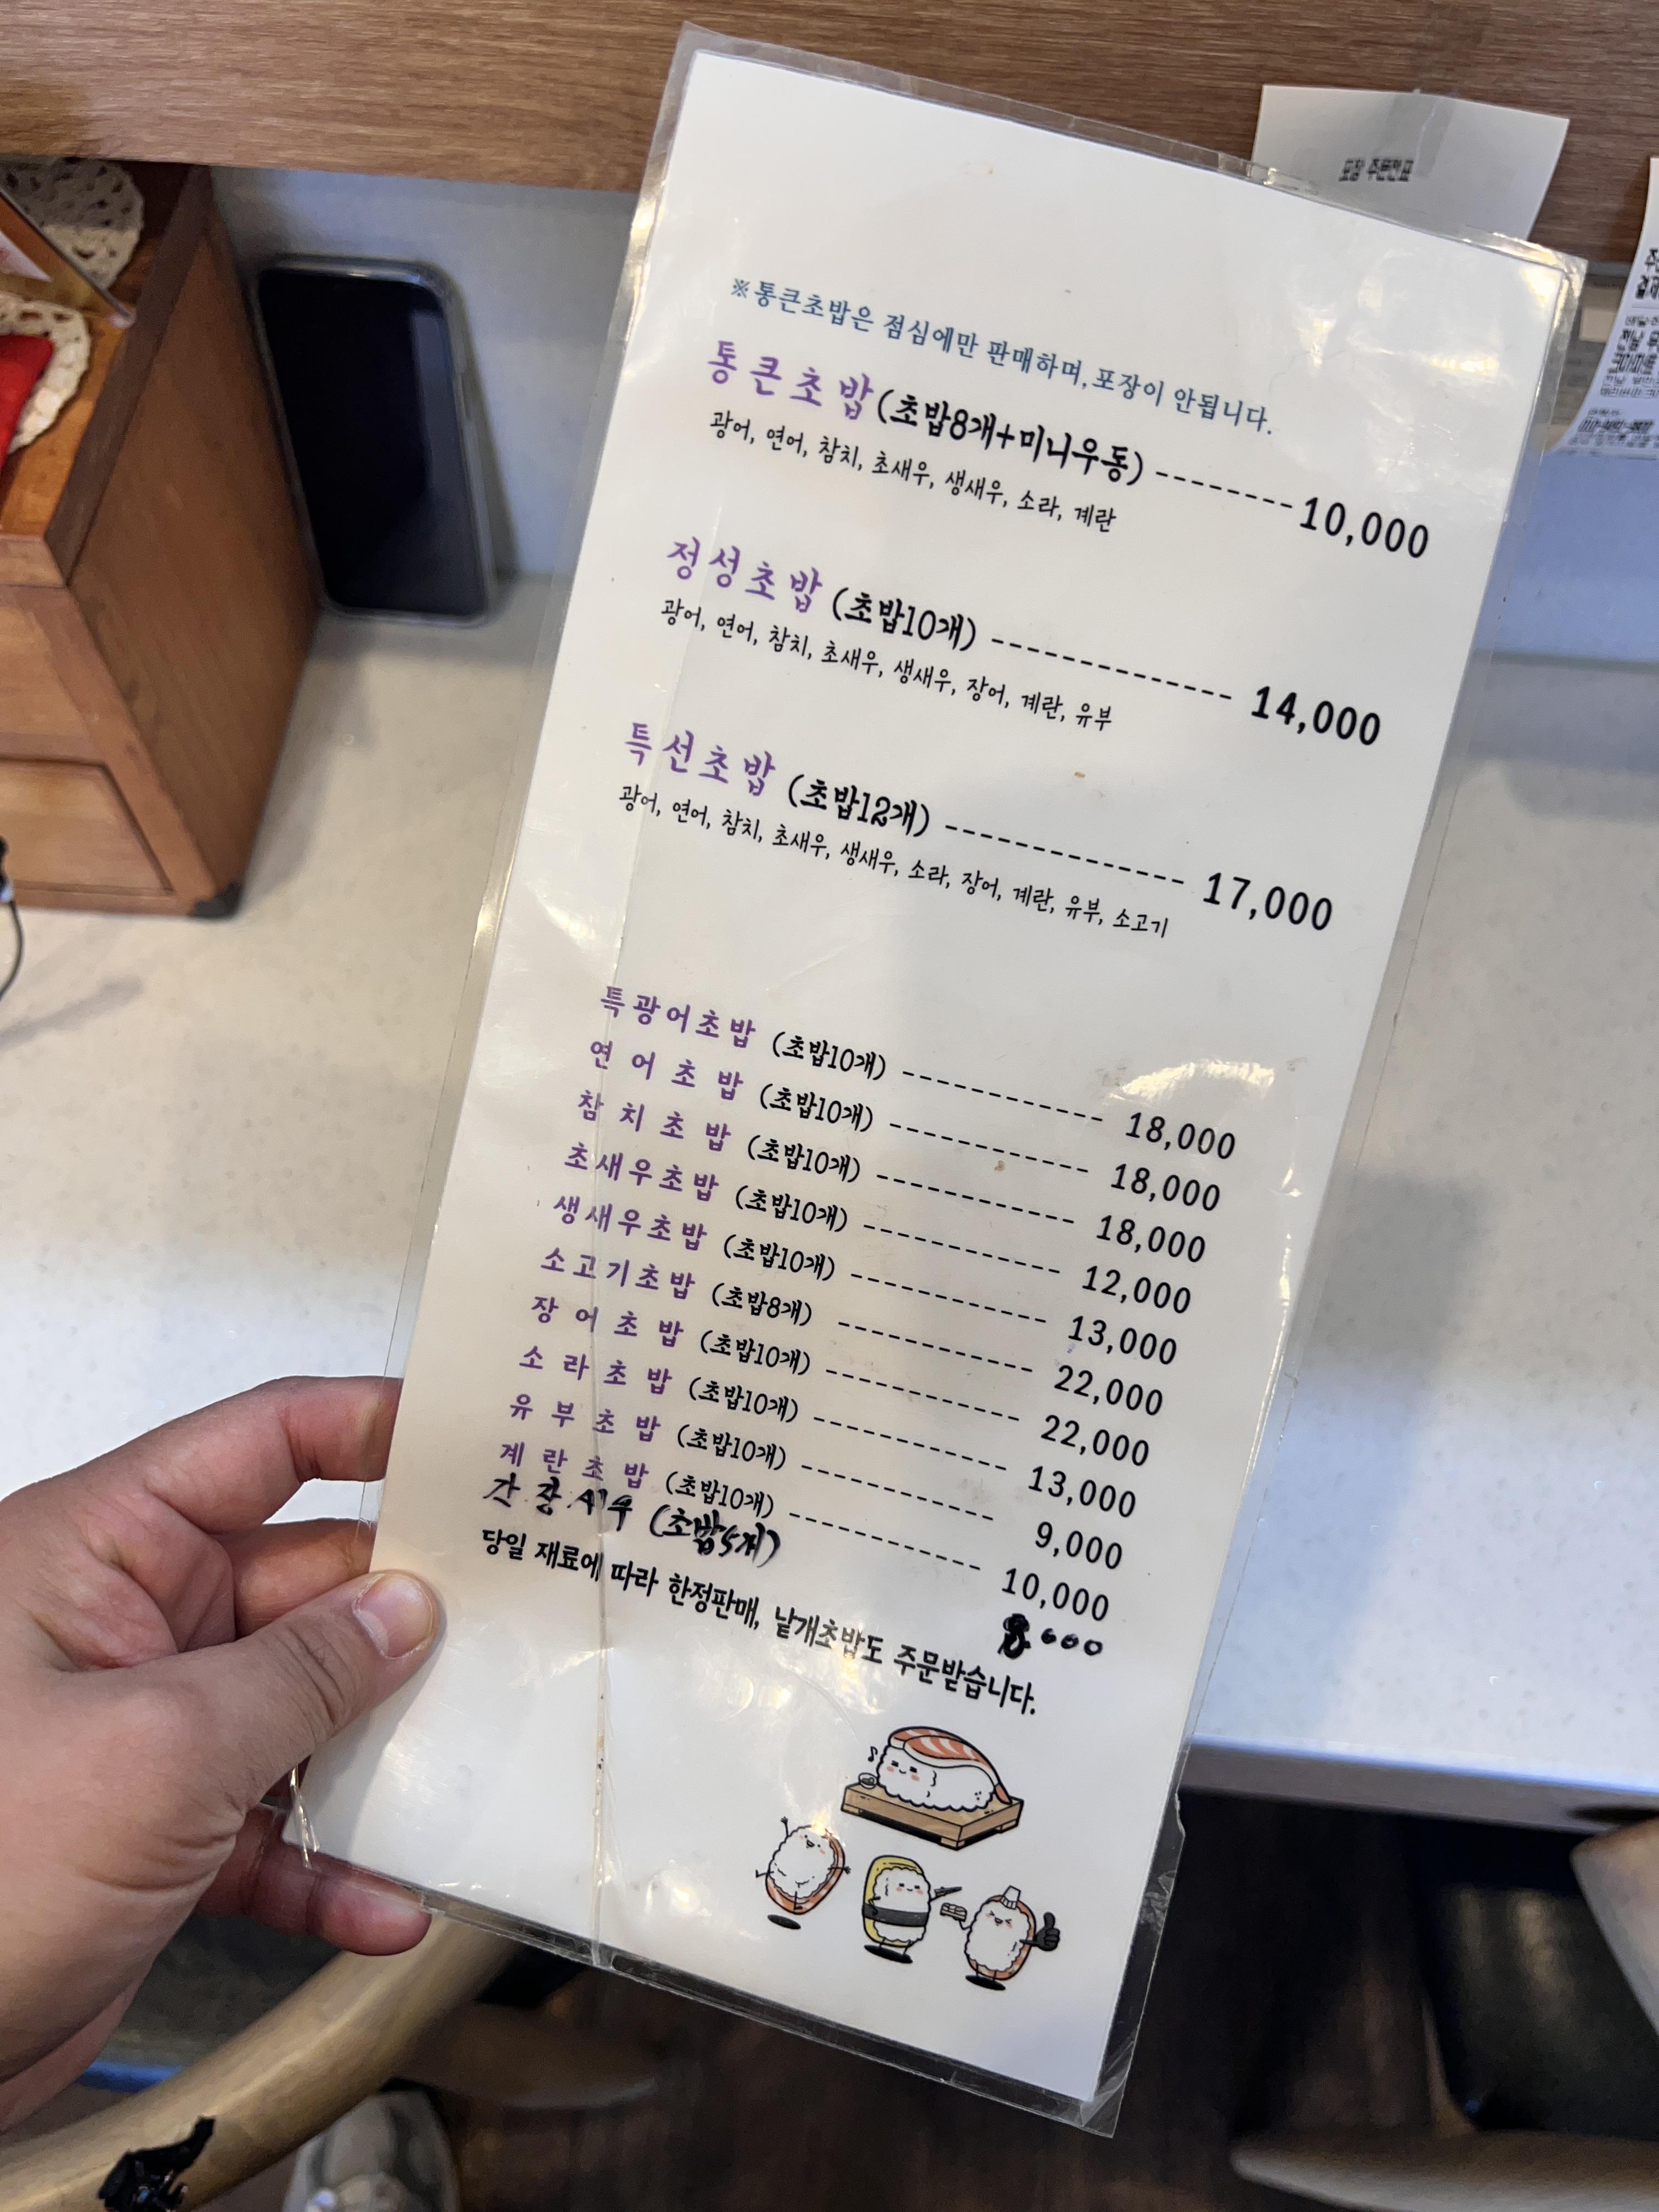 포장 주문전표
※통큰초밥은 점심에만 판매하며, 포장이 안됩니다.
통큰초밥(초밥8개+미니우동) -------- 10,000
광어, 연어, 참치, 초새우, 생새우, 소라, 계란
정성초밥 (초밥10개) ------------- 14,000
광어, 연어, 참치, 초새우, 생새우, 장어, 계란, 유부
특선초밥 (초밥12개) ------------- 17,000
광어, 연어, 참치, 초새우, 생새우, 소라, 장어, 계란, 유부, 소고기
특광어초밥 (초밥10개) ------------- 18,000
연어초밥 (초밥10개) ------------- 18,000
참치초밥 (초밥10개) ------------- 18,000
초새우초밥 (초밥10개) ------------- 12,000
생새우초밥 (초밥10개) ------------- 13,000
소고기초밥 (초밥8개) ------------- 22,000
장어초밥 (초밥10개) ------------- 22,000
소라초밥 (초밥10개) ------------- 13,000
유부초밥 (초밥10개) ------------- 9,000
계란초밥 (초밥10개) ------------- 10,000
간장새우 (초밥5개) 8000
당일 재료에 따라 한정판매, 낱개초밥도 주문받습니다.